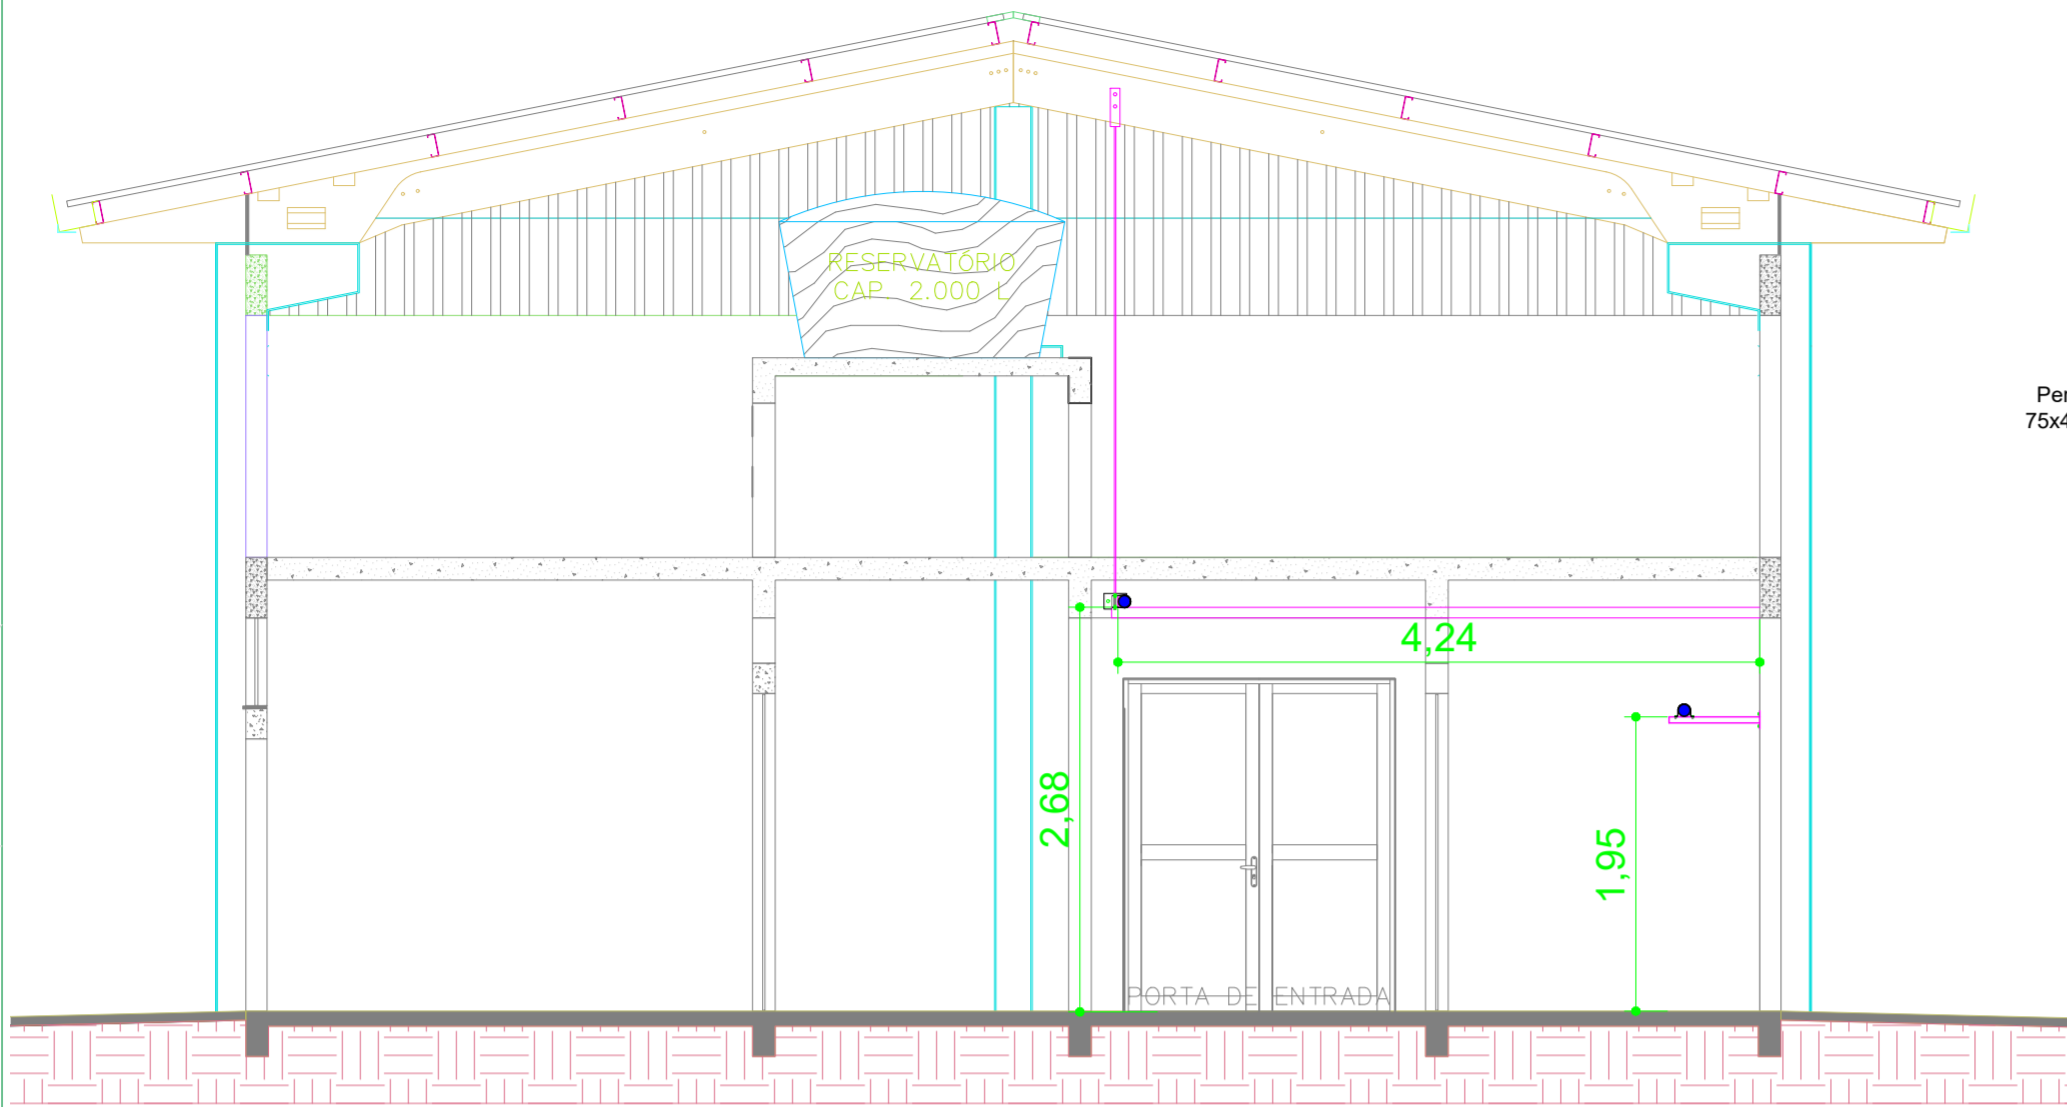 RESERVATÓRIO
CAP. 2.000 L
Per
75x4
4,24
2,68
1,95
PORTA DE ENTRADA